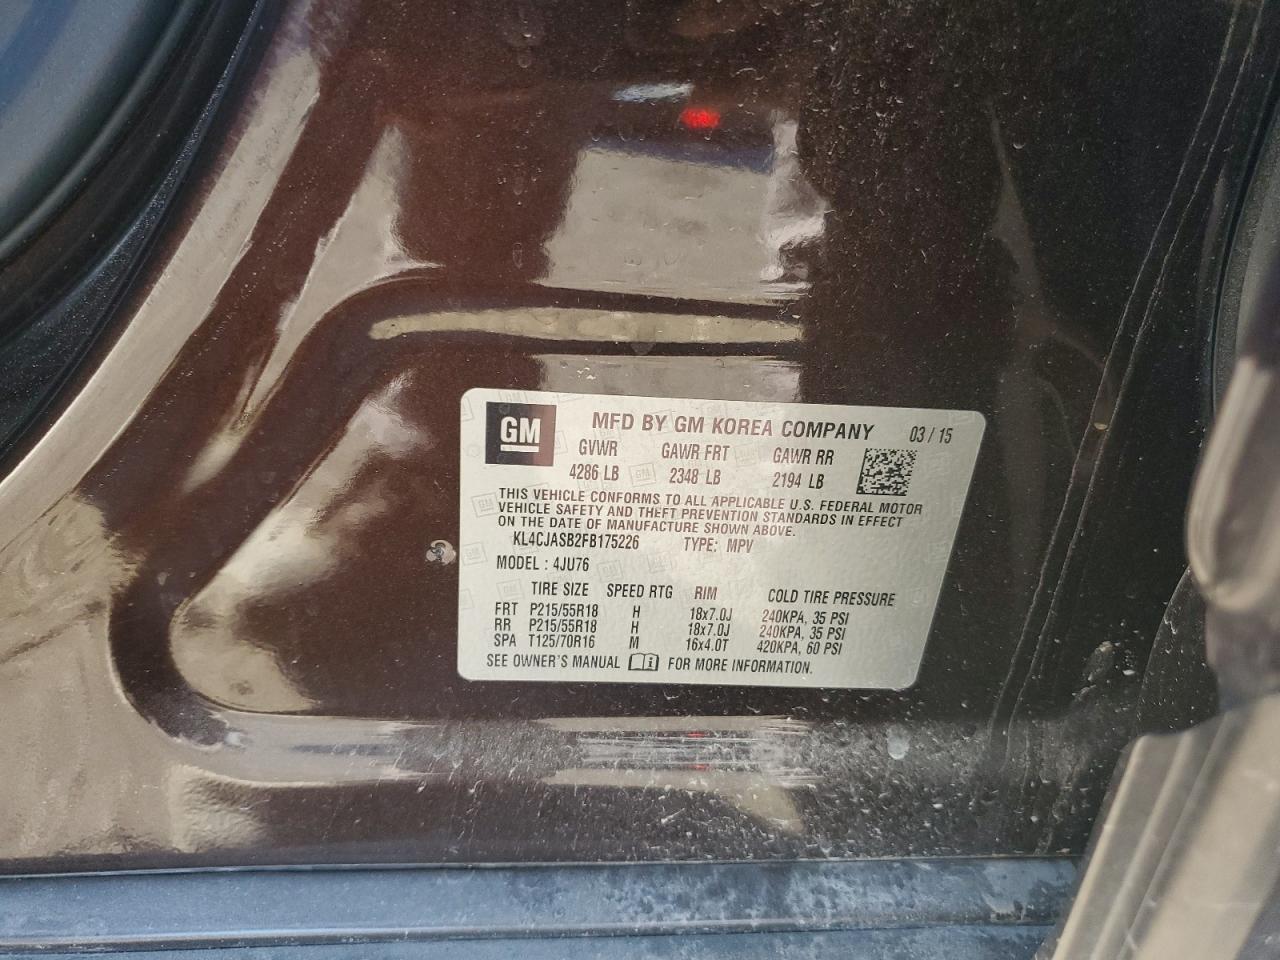 GM
MFD BY GM KOREA COMPANY 03 / 15
GVWR GAWR FRT GAWR RR
4286 LB 2348 LB 2194 LB
THIS VEHICLE CONFORMS TO ALL APPLICABLE U.S. FEDERAL MOTOR
VEHICLE SAFETY AND THEFT PREVENTION STANDARDS IN EFFECT
ON THE DATE OF MANUFACTURE SHOWN ABOVE.
KL4CJASB2FB175226 TYPE: MPV
MODEL : 4JU76
TIRE SIZE SPEED RTG RIM COLD TIRE PRESSURE
FRT P215/55R18 H 18x7.0J 240KPA, 35 PSI
RR P215/55R18 H 18x7.0J 240KPA, 35 PSI
SPA T125/70R16 M 16x4.0T 420KPA, 60 PSI
SEE OWNER'S MANUAL FOR MORE INFORMATION.